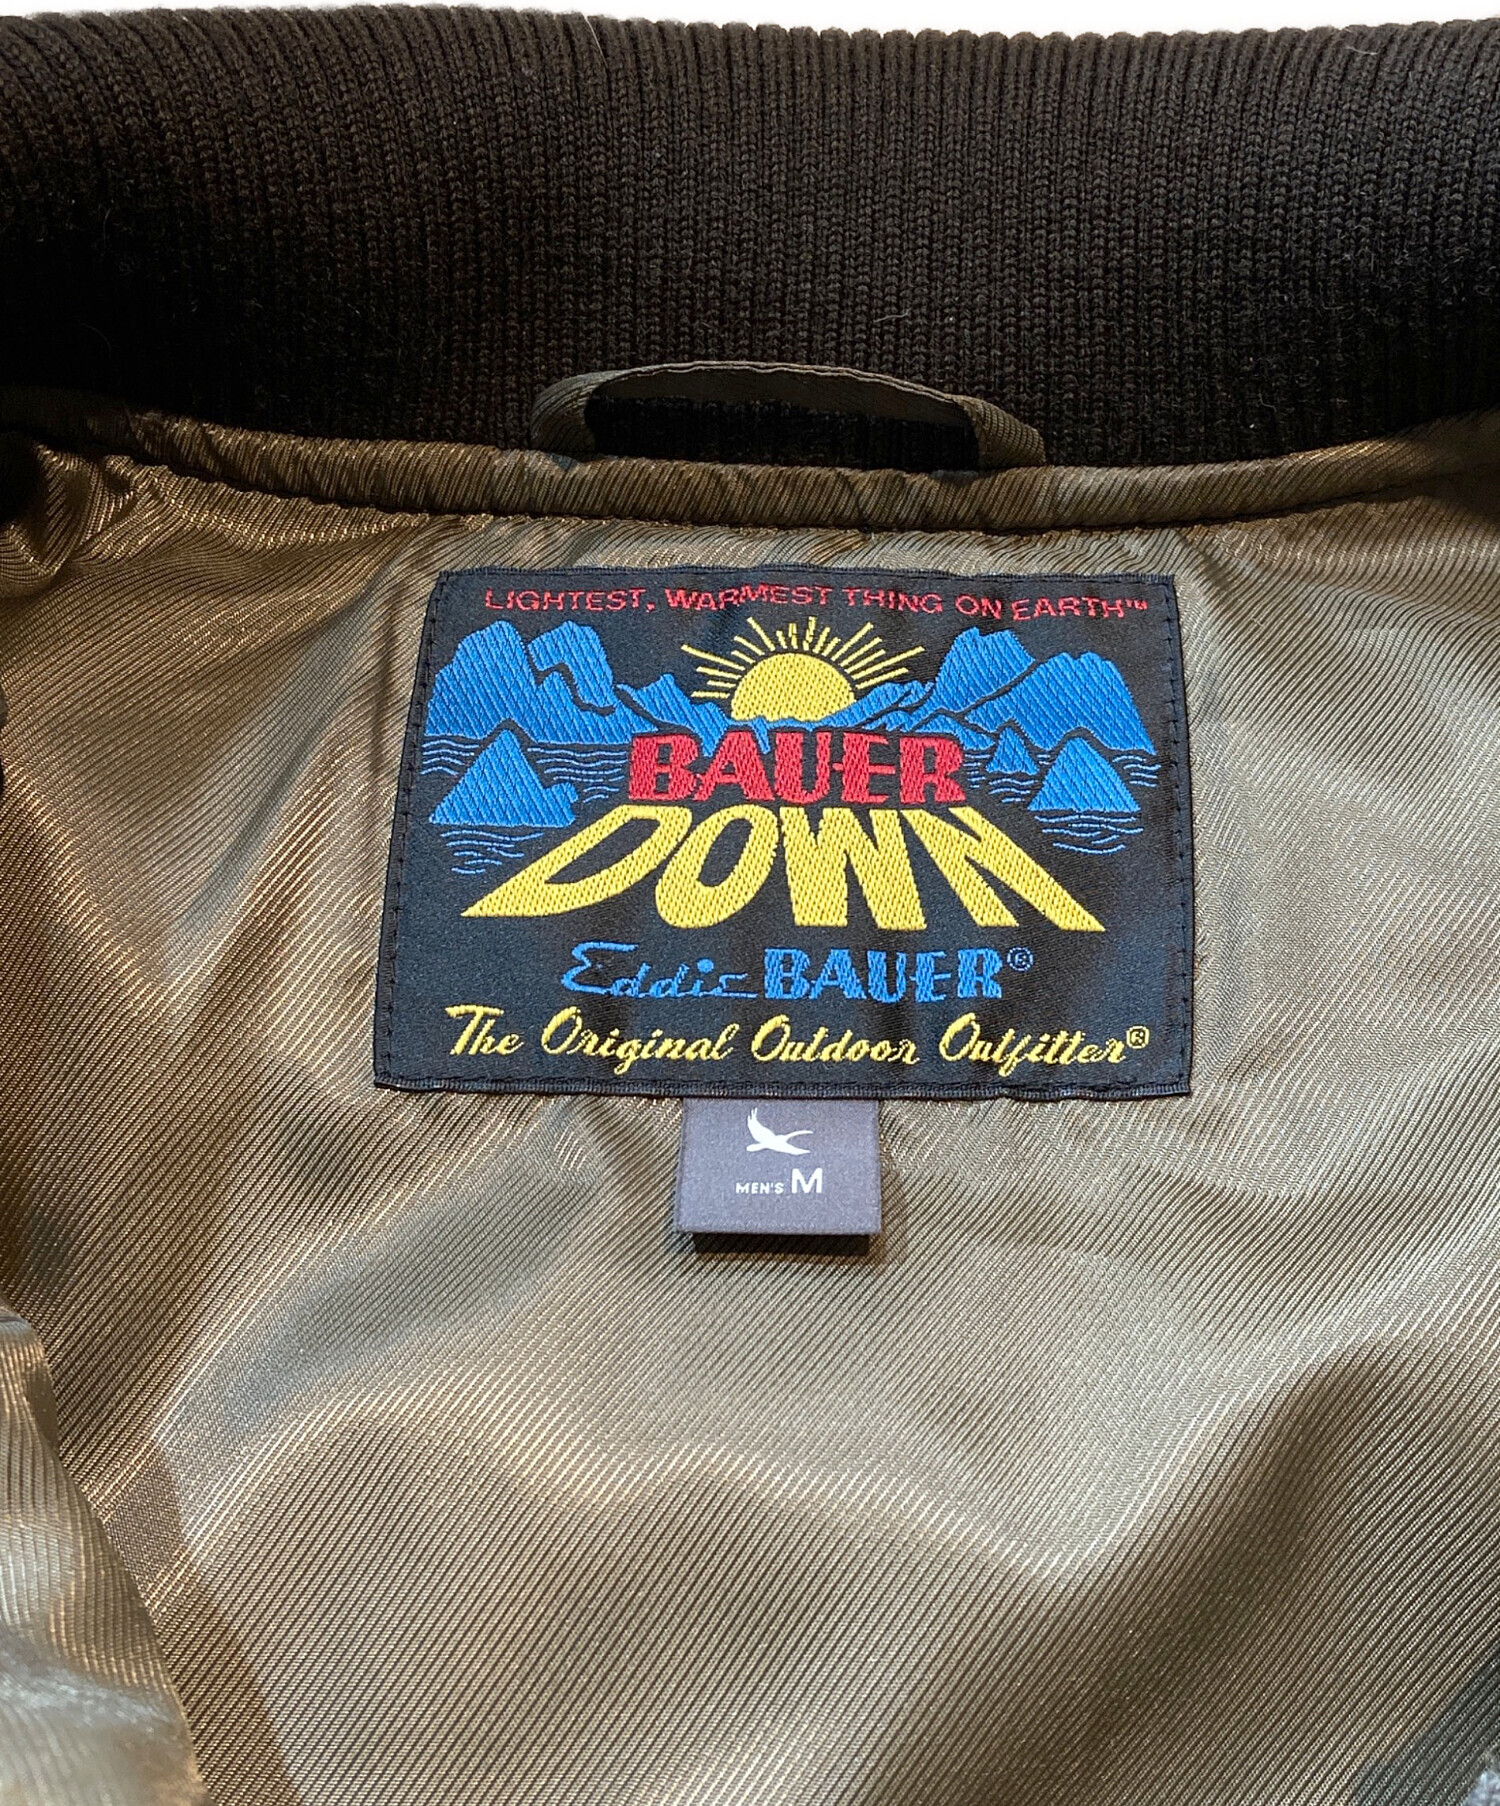 LIGHTEST, WARMEST THING ON EARTH™
BAUER
DOWN
Eddie BAUER®
The Original Outdoor Outfitter®
MEN'S M